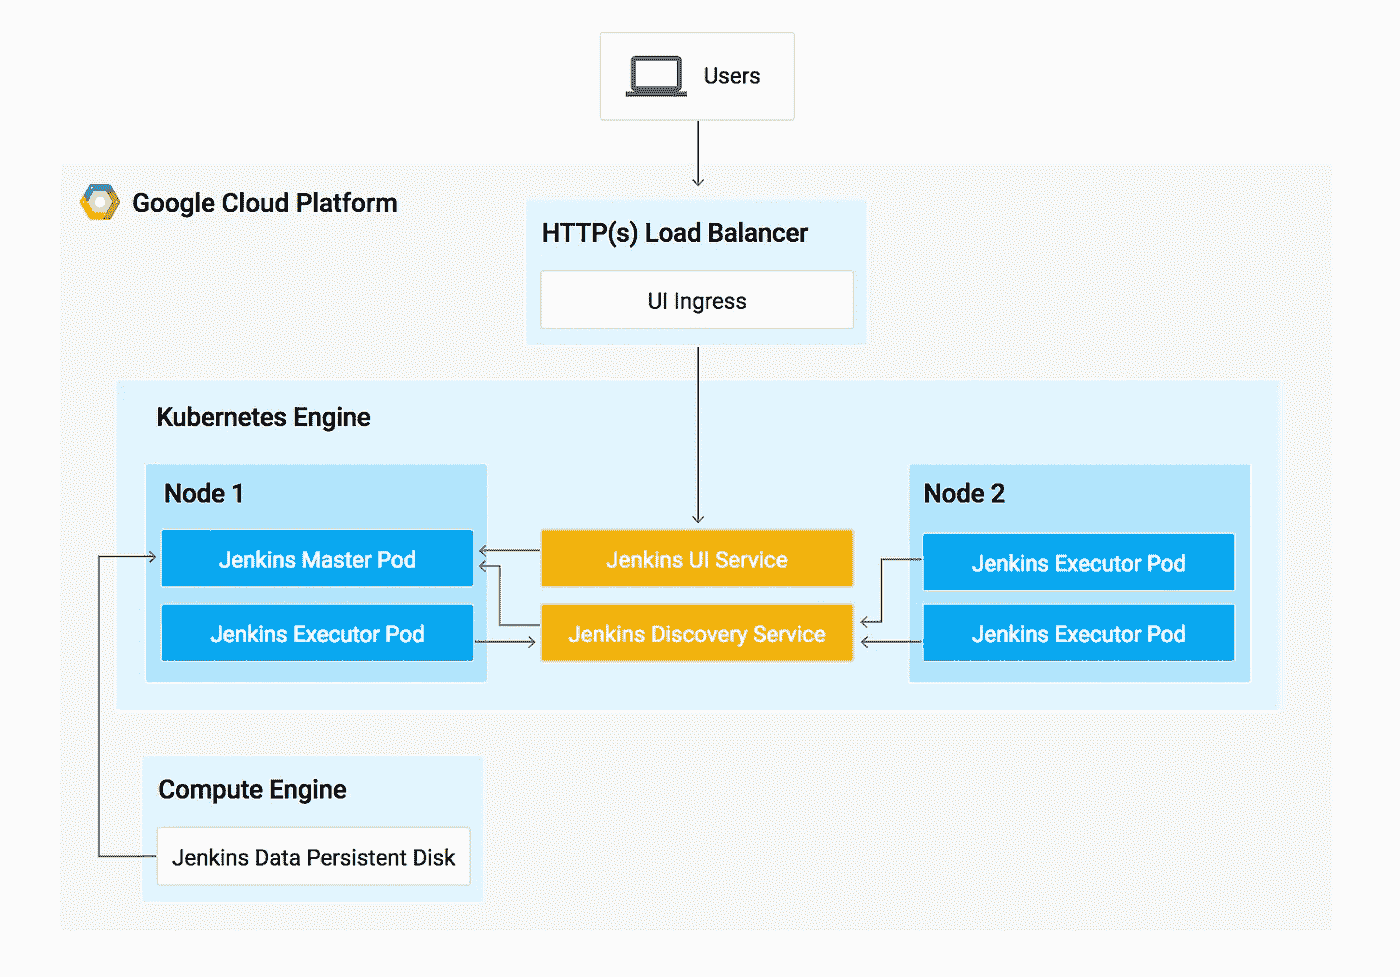 Users
Google Cloud Platform
HTTP(s) Load Balancer
UI Ingress
Kubernetes Engine
Node 1
Node 2
Jenkins Master Pod
Jenkins UI Service
Jenkins Executor Pod
Jenkins Executor Pod
Jenkins Discovery Service
Jenkins Executor Pod
Compute Engine
Jenkins Data Persistent Disk